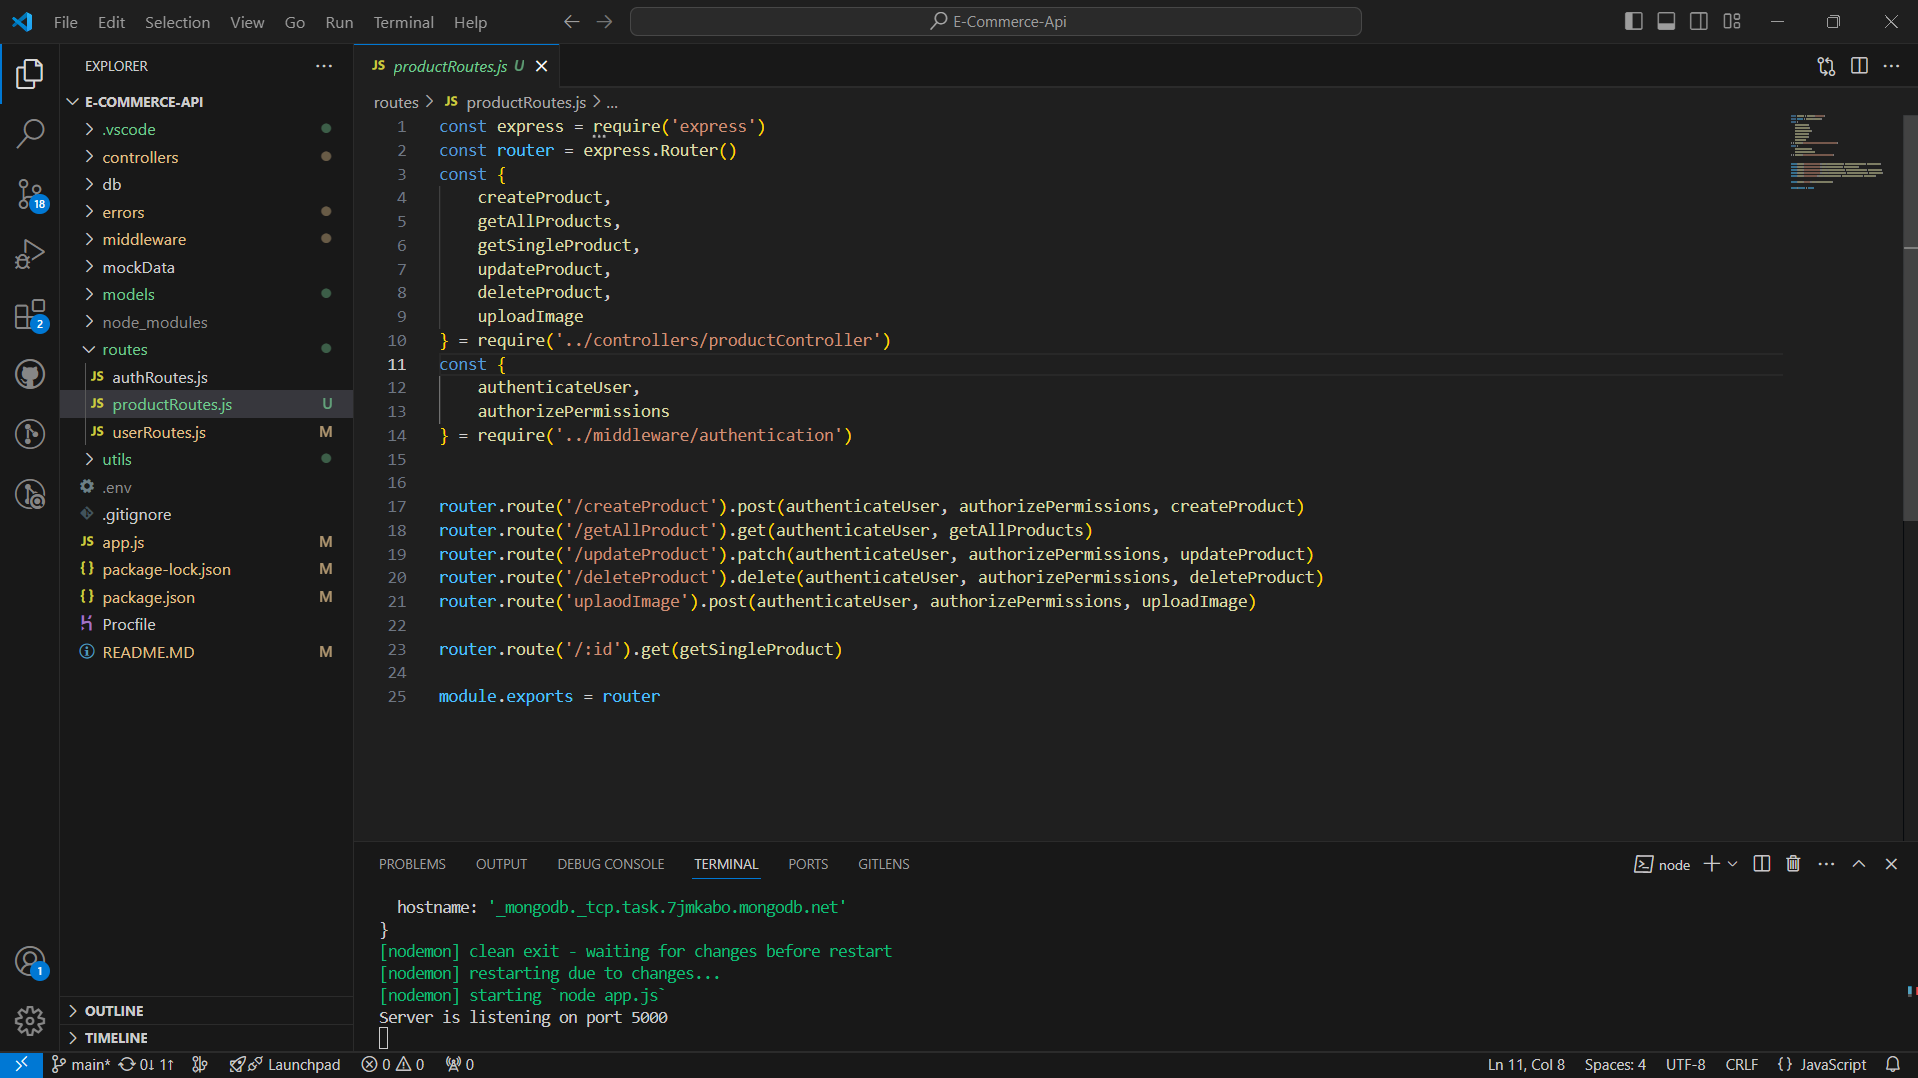 File Edit Selection View Go Run Terminal Help
E-Commerce-Api
EXPLORER
E-COMMERCE-API
.vscode
controllers
db
errors
middleware
mockData
models
node_modules
routes
JS authRoutes.js
JS productRoutes.js U
JS userRoutes.js M
utils
.env
.gitignore
JS app.js M
{} package-lock.json M
{} package.json M
Procfile
README.MD M
OUTLINE
TIMELINE
18
2
1
JS productRoutes.js U
routes > JS productRoutes.js > ...
1 const express = require('express')
2 const router = express.Router()
3 const {
4 createProduct,
5 getAllProducts,
6 getSingleProduct,
7 updateProduct,
8 deleteProduct,
9 uploadImage
10 } = require('../controllers/productController')
11 const {
12 authenticateUser,
13 authorizePermissions
14 } = require('../middleware/authentication')
15
16
17 router.route('/createProduct').post(authenticateUser, authorizePermissions, createProduct)
18 router.route('/getAllProduct').get(authenticateUser, getAllProducts)
19 router.route('/updateProduct').patch(authenticateUser, authorizePermissions, updateProduct)
20 router.route('/deleteProduct').delete(authenticateUser, authorizePermissions, deleteProduct)
21 router.route('uplaodImage').post(authenticateUser, authorizePermissions, uploadImage)
22
23 router.route('/:id').get(getSingleProduct)
24
25 module.exports = router
PROBLEMS OUTPUT DEBUG CONSOLE TERMINAL PORTS GITLENS
node
hostname: '_mongodb._tcp.task.7jmkabo.mongodb.net'
}
[nodemon] clean exit - waiting for changes before restart
[nodemon] restarting due to changes...
[nodemon] starting `node app.js`
Server is listening on port 5000
main* 0↓ 1↑ Launchpad 0 0 0
Ln 11, Col 8 Spaces: 4 UTF-8 CRLF {} JavaScript